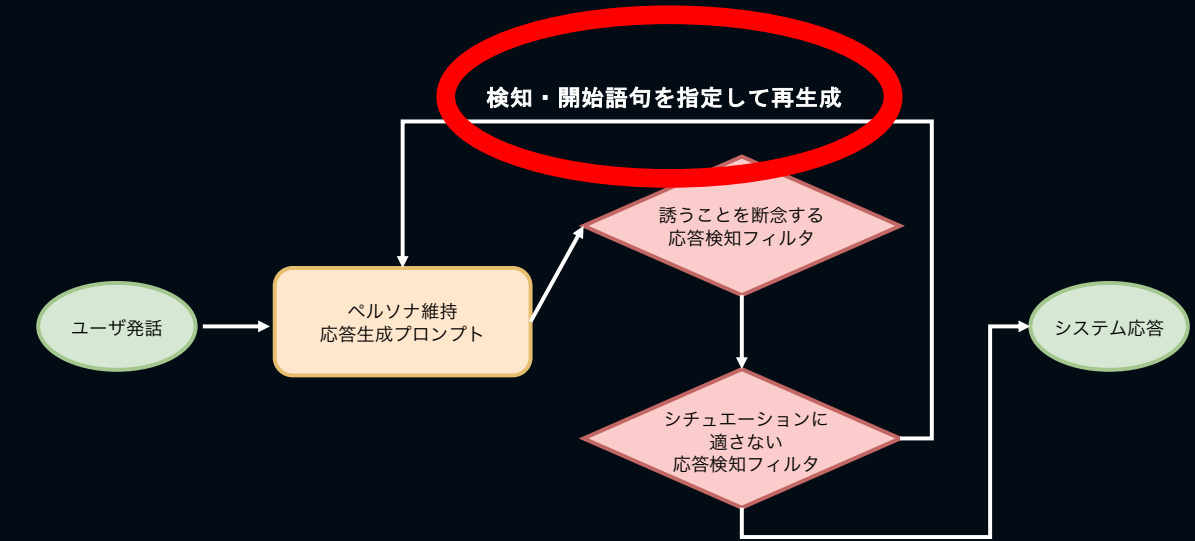 検知・開始語句を指定して再生成
誘うことを断念する
応答検知フィルタ
ペルソナ維持
応答生成プロンプト
ユーザ発話
システム応答
シチュエーションに
適さない
応答検知フィルタ